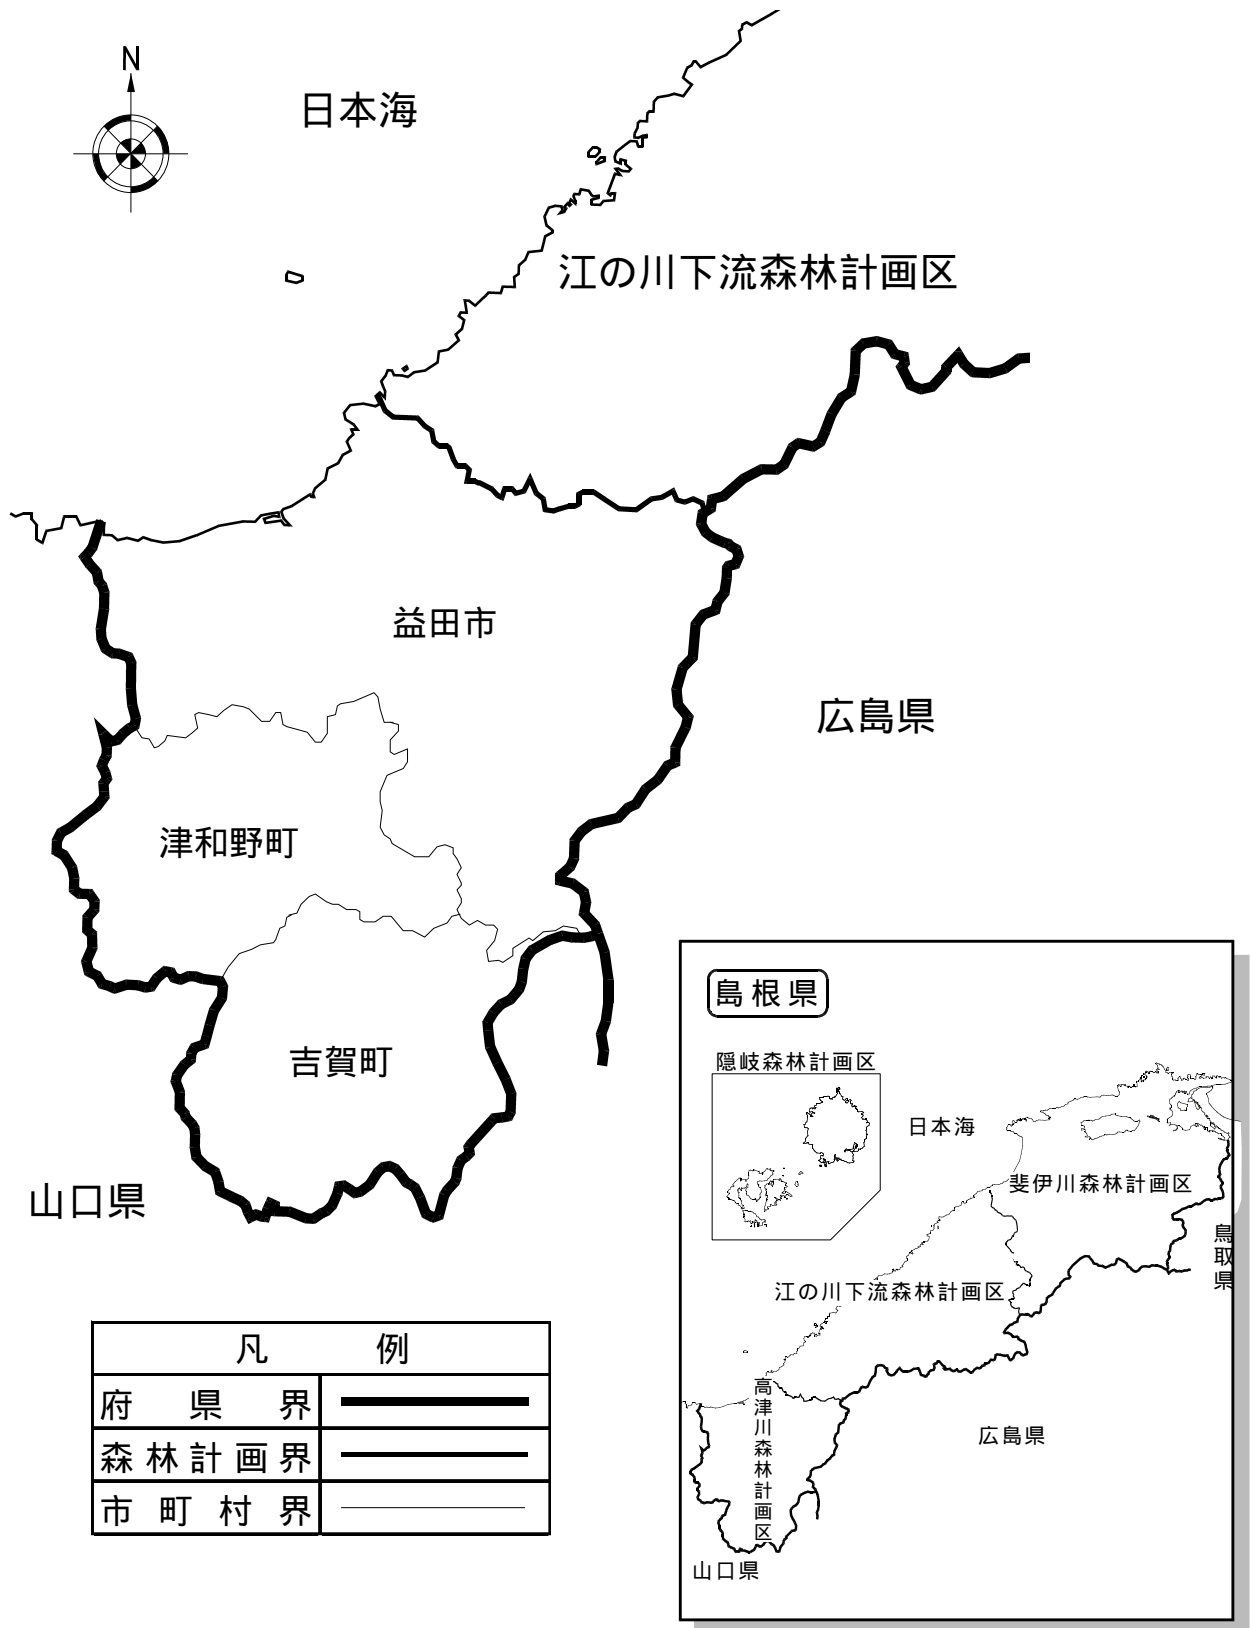 N
日本海
江の川下流森林計画区
益田市
広島県
津和野町
吉賀町
山口県
凡 例
府県界
森林計画界
市町村界
島根県
隠岐森林計画区
日本海
斐伊川森林計画区
鳥取県
江の川下流森林計画区
高津川森林計画区
広島県
山口県